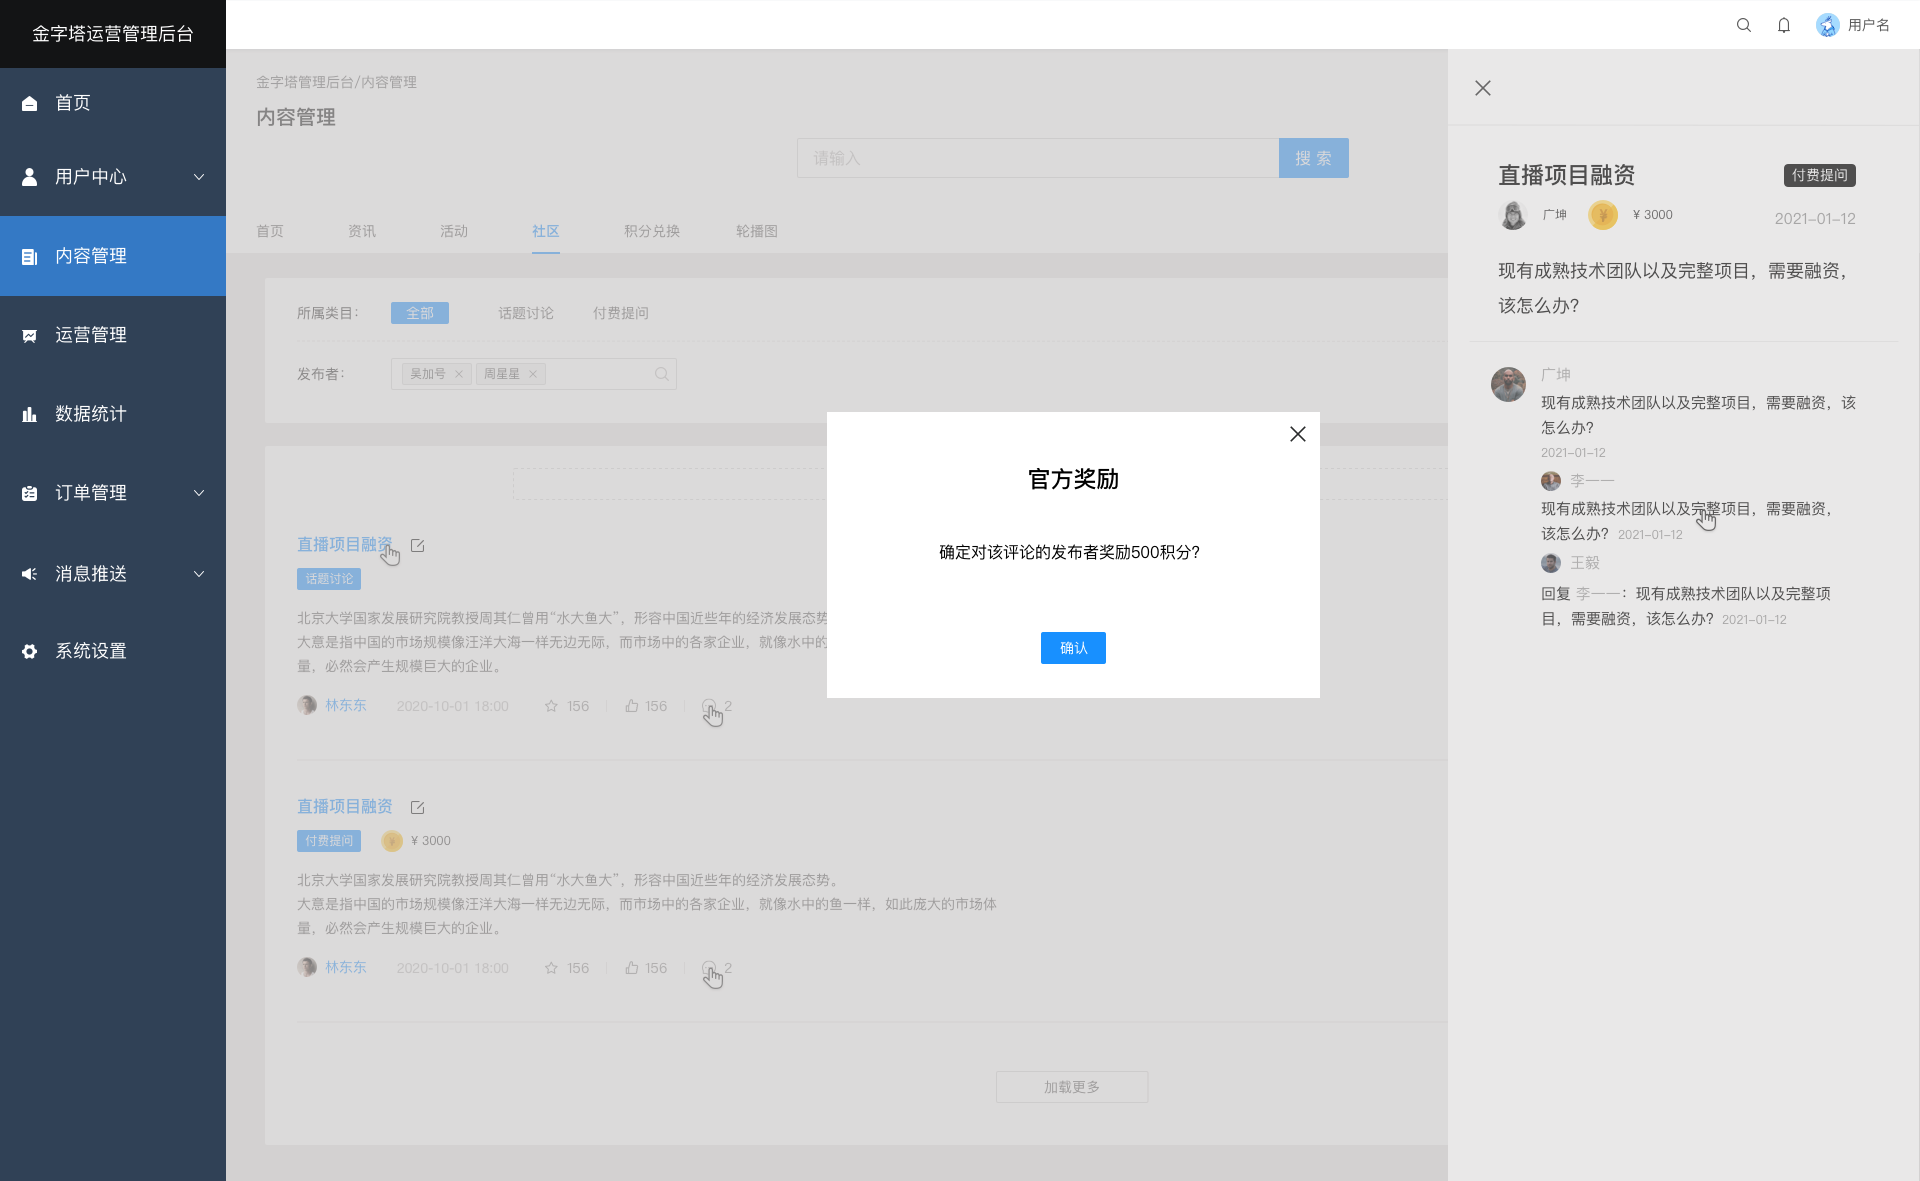 金字塔运营管理后台
用户名
首页
用户中心
内容管理
运营管理
数据统计
订单管理
消息推送
系统设置
金字塔管理后台/内容管理
内容管理
请输入
搜 索
首页
资讯
活动
社区
积分兑换
轮播图
所属类目：
全部
话题讨论
付费提问
发布者：
吴加号
周星星
直播项目融资
话题讨论
北京大学国家发展研究院教授周其仁曾用“水大鱼大”，形容中国近些年的经济发展态势
大意是指中国的市场规模像汪洋大海一样无边无际，而市场中的各家企业，就像水中的
量，必然会产生规模巨大的企业。
林东东
2020-10-01 18:00
156
156
2
直播项目融资
付费提问
¥ 3000
北京大学国家发展研究院教授周其仁曾用“水大鱼大”，形容中国近些年的经济发展态势。
大意是指中国的市场规模像汪洋大海一样无边无际，而市场中的各家企业，就像水中的鱼一样，如此庞大的市场体
量，必然会产生规模巨大的企业。
林东东
2020-10-01 18:00
156
156
2
加载更多
官方奖励
确定对该评论的发布者奖励500积分？
确认
直播项目融资
付费提问
广坤
¥ 3000
2021-01-12
现有成熟技术团队以及完整项目，需要融资，
该怎么办？
广坤
现有成熟技术团队以及完整项目，需要融资，该
怎么办？
2021-01-12
李一一
现有成熟技术团队以及完整项目，需要融资，
该怎么办？ 2021-01-12
王毅
回复 李一一：现有成熟技术团队以及完整项
目，需要融资，该怎么办？ 2021-01-12